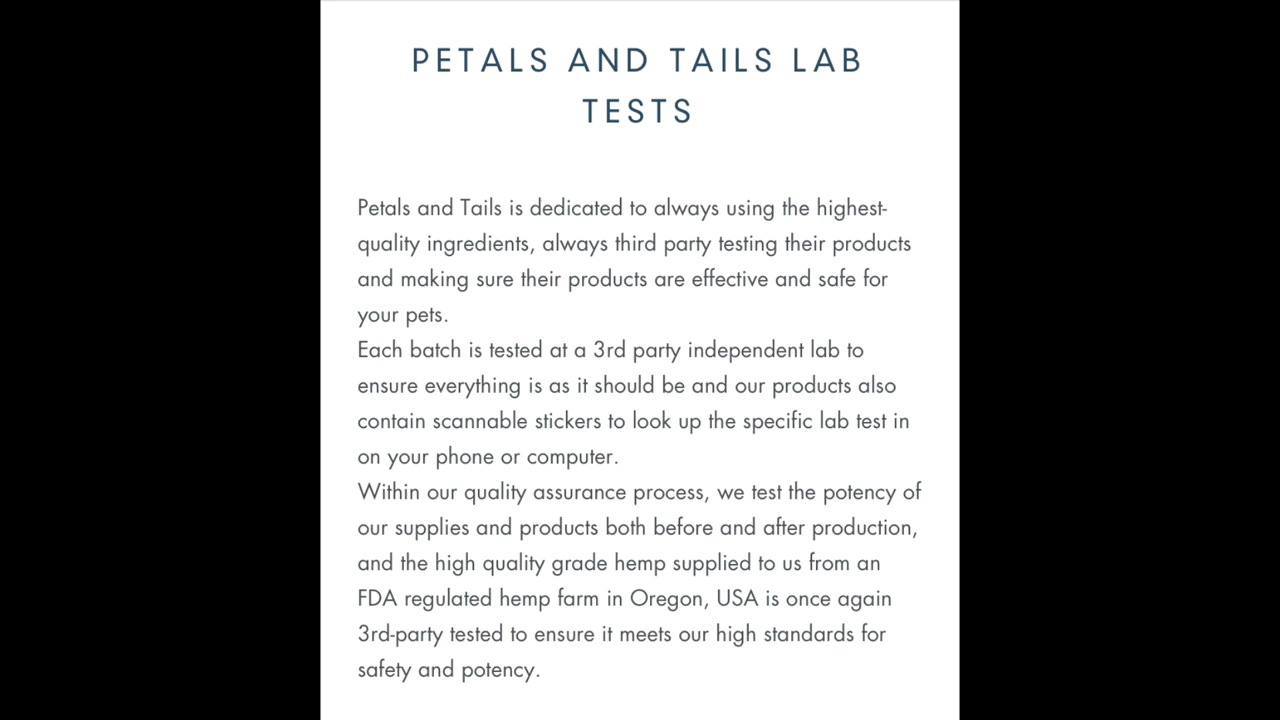 PETALS AND TAILS LAB
TESTS
Petals and Tails is dedicated to always using the highest-
quality ingredients, always third party testing their products
and making sure their products are effective and safe for
your pets.
Each batch is tested at a 3rd party independent lab to
ensure everything is as it should be and our products also
contain scannable stickers to look up the specific lab test in
on your phone or computer.
Within our quality assurance process, we test the potency of
our supplies and products both before and after production,
and the high quality grade hemp supplied to us from an
FDA regulated hemp farm in Oregon, USA is once again
3rd-party tested to ensure it meets our high standards for
safety and potency.